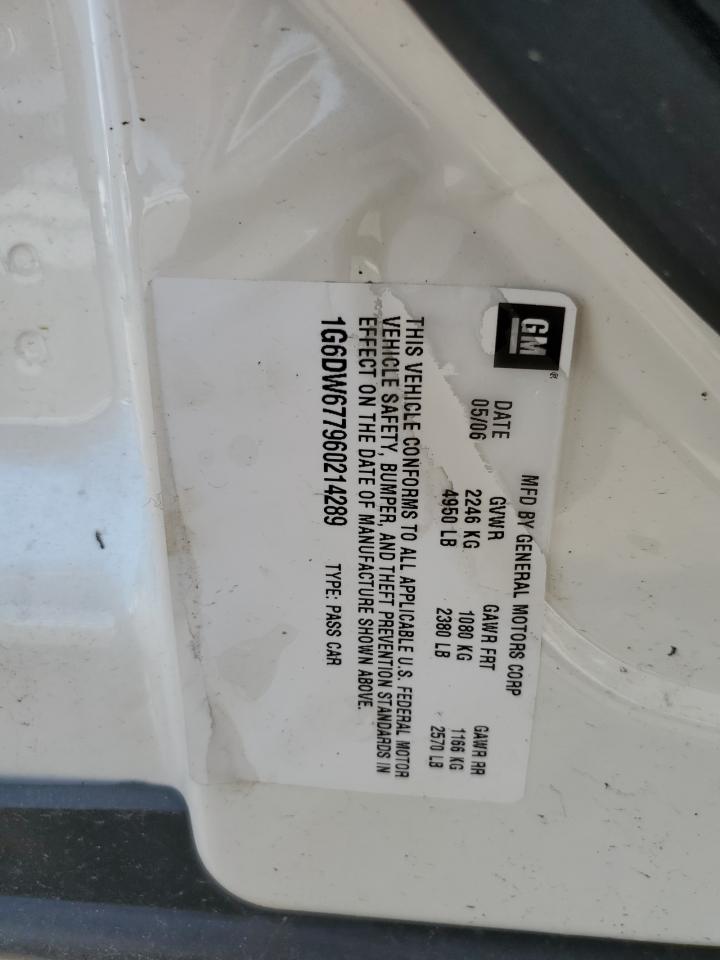 GM®
MFD BY GENERAL MOTORS CORP
DATE GVWR GAWR FRT GAWR RR
05/06 2246 KG 1080 KG 1166 KG
4950 LB 2380 LB 2570 LB
THIS VEHICLE CONFORMS TO ALL APPLICABLE U.S. FEDERAL MOTOR
VEHICLE SAFETY, BUMPER, AND THEFT PREVENTION STANDARDS IN
EFFECT ON THE DATE OF MANUFACTURE SHOWN ABOVE.
1G6DW677960214289 TYPE: PASS CAR